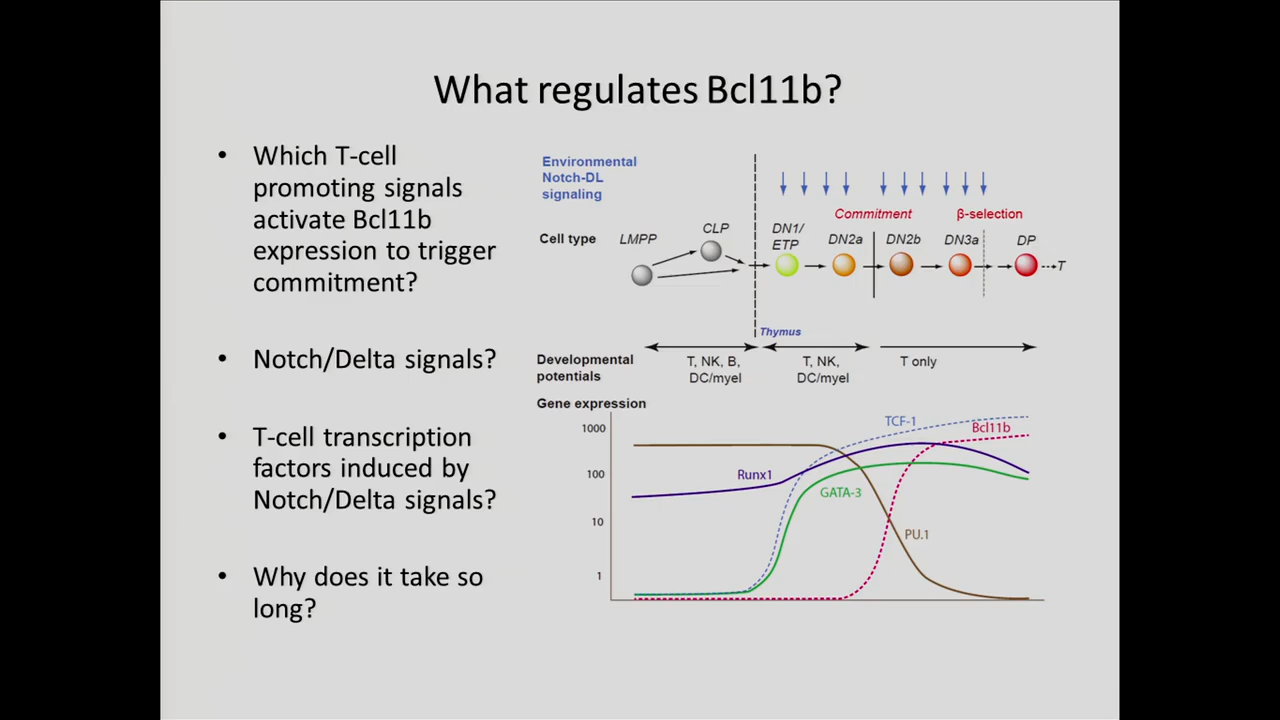 What regulates Bcl11b?
• Which T-cell
promoting signals
activate Bcl11b
expression to trigger
commitment?
• Notch/Delta signals?
• T-cell transcription
factors induced by
Notch/Delta signals?
• Why does it take so
long?
Environmental
Notch-DL
signaling
Commitment
β-selection
Cell type
LMPP
CLP
DN1/
ETP
DN2a
DN2b
DN3a
DP
T
Thymus
Developmental
potentials
T, NK, B,
DC/myel
T, NK,
DC/myel
T only
Gene expression
1000
100
10
1
TCF-1
Bcl11b
Runx1
GATA-3
PU.1